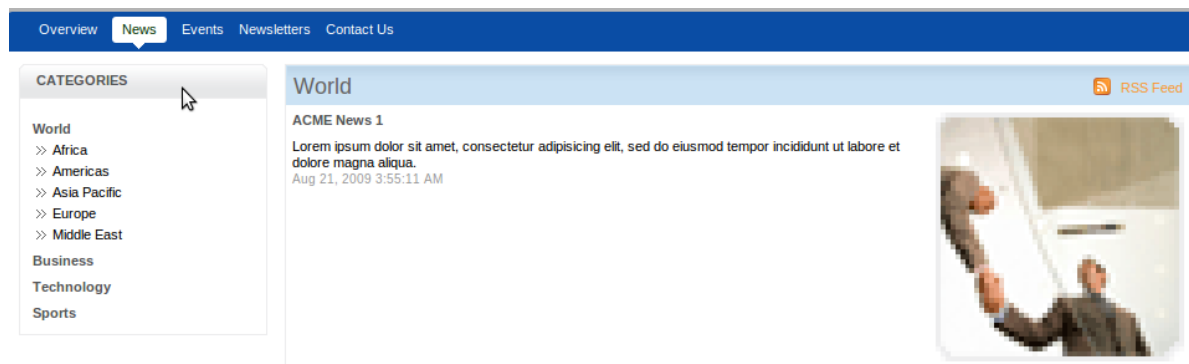 Overview News Events Newsletters Contact Us
CATEGORIES
World
Africa
Americas
Asia Pacific
Europe
Middle East
Business
Technology
Sports
World
RSS Feed
ACME News 1
Lorem ipsum dolor sit amet, consectetur adipisicing elit, sed do eiusmod tempor incididunt ut labore et
dolore magna aliqua.
Aug 21, 2009 3:55:11 AM